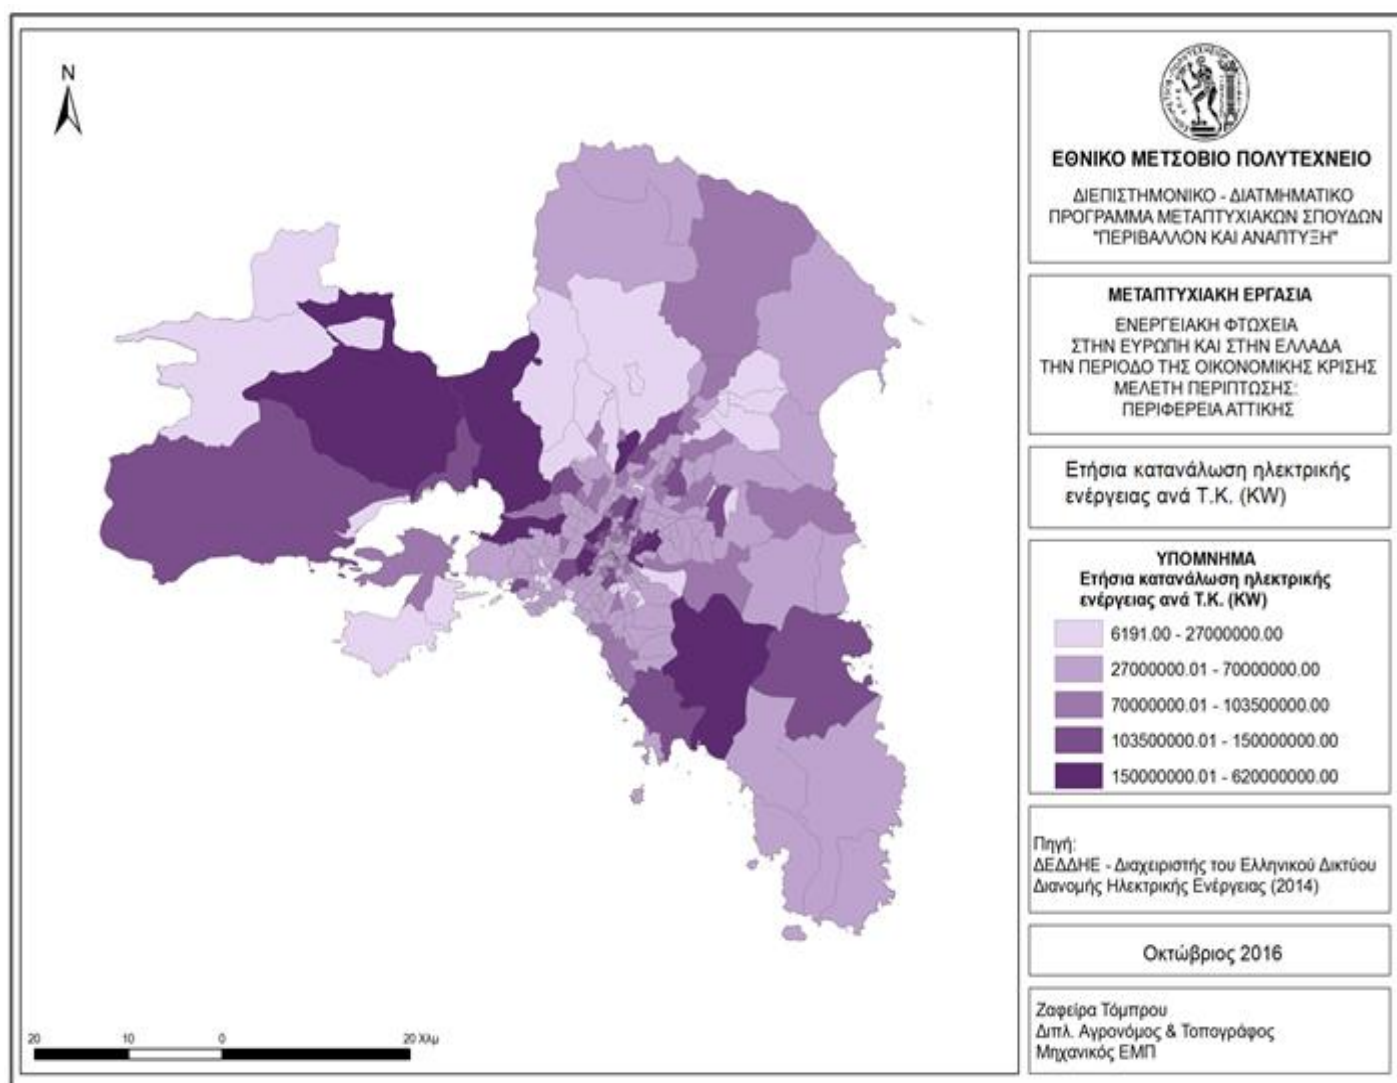 N
20
10
0
20 Χλμ
ΕΘΝΙΚΟ ΜΕΤΣΟΒΙΟ ΠΟΛΥΤΕΧΝΕΙΟ
ΔΙΕΠΙΣΤΗΜΟΝΙΚΟ - ΔΙΑΤΜΗΜΑΤΙΚΟ
ΠΡΟΓΡΑΜΜΑ ΜΕΤΑΠΤΥΧΙΑΚΩΝ ΣΠΟΥΔΩΝ
"ΠΕΡΙΒΑΛΛΟΝ ΚΑΙ ΑΝΑΠΤΥΞΗ"
ΜΕΤΑΠΤΥΧΙΑΚΗ ΕΡΓΑΣΙΑ
ΕΝΕΡΓΕΙΑΚΗ ΦΤΩΧΕΙΑ
ΣΤΗΝ ΕΥΡΩΠΗ ΚΑΙ ΣΤΗΝ ΕΛΛΑΔΑ
ΤΗΝ ΠΕΡΙΟΔΟ ΤΗΣ ΟΙΚΟΝΟΜΙΚΗΣ ΚΡΙΣΗΣ
ΜΕΛΕΤΗ ΠΕΡΙΠΤΩΣΗΣ:
ΠΕΡΙΦΕΡΕΙΑ ΑΤΤΙΚΗΣ
Ετήσια κατανάλωση ηλεκτρικής
ενέργειας ανά Τ.Κ. (KW)
ΥΠΟΜΝΗΜΑ
Ετήσια κατανάλωση ηλεκτρικής
ενέργειας ανά Τ.Κ. (KW)
6191.00 - 27000000.00
27000000.01 - 70000000.00
70000000.01 - 103500000.00
103500000.01 - 150000000.00
150000000.01 - 620000000.00
Πηγή:
ΔΕΔΔΗΕ - Διαχειριστής του Ελληνικού Δικτύου
Διανομής Ηλεκτρικής Ενέργειας (2014)
Οκτώβριος 2016
Ζαφείρα Τόμπρου
Διπλ. Αγρονόμος & Τοπογράφος
Μηχανικός ΕΜΠ